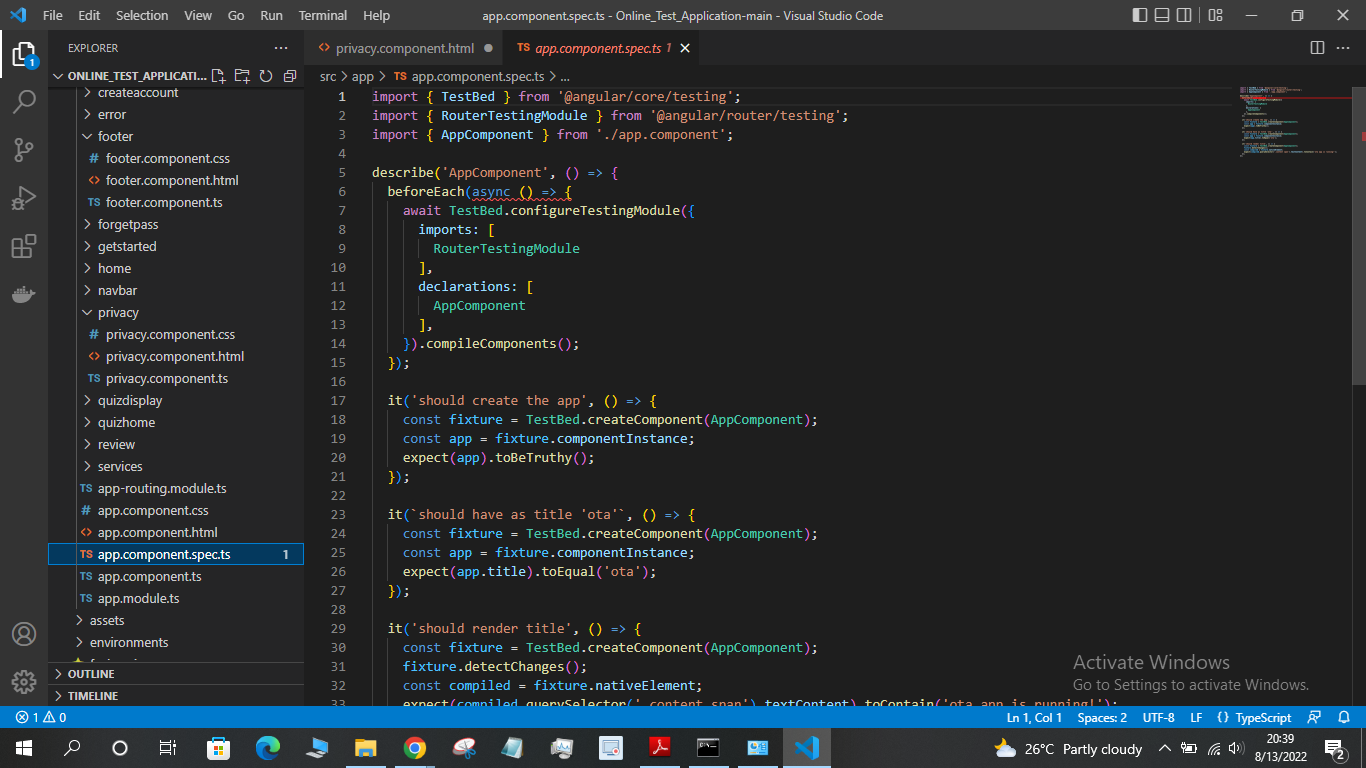 File Edit Selection View Go Run Terminal Help app.component.spec.ts - Online_Test_Application-main - Visual Studio Code
EXPLORER
ONLINE_TEST_APPLICATI...
createaccount
error
footer
# footer.component.css
<> footer.component.html
TS footer.component.ts
forgetpass
getstarted
home
navbar
privacy
# privacy.component.css
<> privacy.component.html
TS privacy.component.ts
quizdisplay
quizhome
review
services
TS app-routing.module.ts
# app.component.css
<> app.component.html
TS app.component.spec.ts 1
TS app.component.ts
TS app.module.ts
assets
environments
OUTLINE
TIMELINE
1
<> privacy.component.html
TS app.component.spec.ts 1
src > app > TS app.component.spec.ts > ...
1 import { TestBed } from '@angular/core/testing';
2 import { RouterTestingModule } from '@angular/router/testing';
3 import { AppComponent } from './app.component';
4
5 describe('AppComponent', () => {
6 beforeEach(async () => {
7 await TestBed.configureTestingModule({
8 imports: [
9 RouterTestingModule
10 ],
11 declarations: [
12 AppComponent
13 ],
14 }).compileComponents();
15 });
16
17 it('should create the app', () => {
18 const fixture = TestBed.createComponent(AppComponent);
19 const app = fixture.componentInstance;
20 expect(app).toBeTruthy();
21 });
22
23 it(`should have as title 'ota'`, () => {
24 const fixture = TestBed.createComponent(AppComponent);
25 const app = fixture.componentInstance;
26 expect(app.title).toEqual('ota');
27 });
28
29 it('should render title', () => {
30 const fixture = TestBed.createComponent(AppComponent);
31 fixture.detectChanges();
32 const compiled = fixture.nativeElement;
33 expect(compiled.querySelector('.content span').textContent).toContain('ota app is running!');
Activate Windows
Go to Settings to activate Windows.
1 0 Ln 1, Col 1 Spaces: 2 UTF-8 LF {} TypeScript
26°C Partly cloudy
20:39
8/13/2022
2